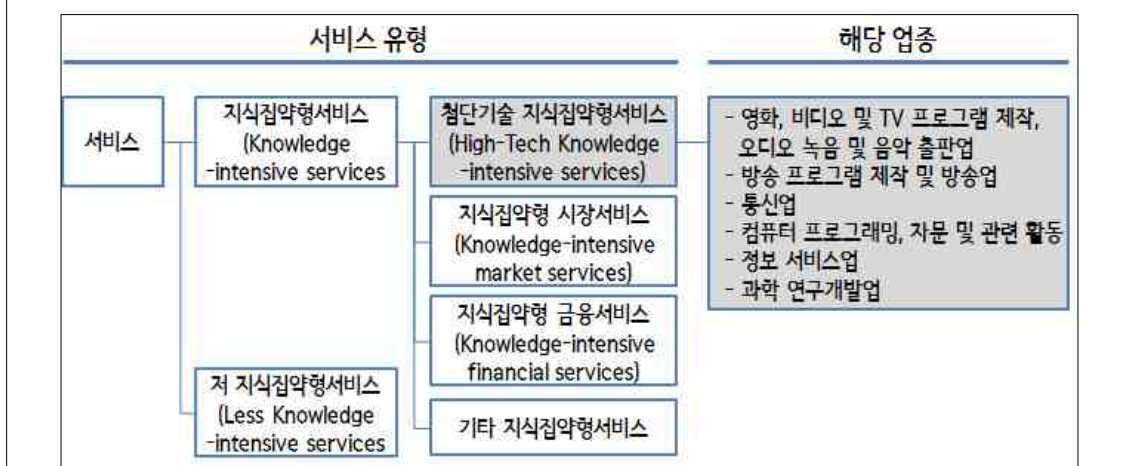 서비스 유형
해당 업종
서비스
지식집약형서비스
(Knowledge
-intensive services
첨단기술 지식집약형서비스
(High-Tech Knowledge
-intensive services)
- 영화, 비디오 및 TV 프로그램 제작,
오디오 녹음 및 음악 출판업
- 방송 프로그램 제작 및 방송업
- 통신업
- 컴퓨터 프로그래밍, 자문 및 관련 활동
- 정보 서비스업
- 과학 연구개발업
지식집약형 시장서비스
(Knowledge-intensive
market services)
지식집약형 금융서비스
(Knowledge-intensive
financial services)
저 지식집약형서비스
(Less Knowledge
-intensive services
기타 지식집약형서비스